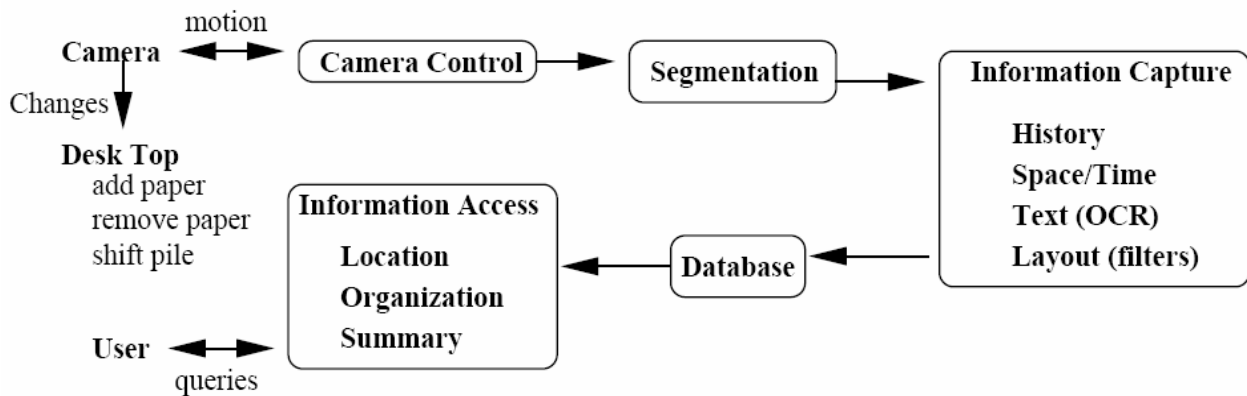 motion
Camera
Camera Control
Segmentation
Information Capture
Changes
History
Space/Time
Text (OCR)
Layout (filters)
Desk Top
add paper
remove paper
shift pile
Information Access
Location
Organization
Summary
Database
User
queries